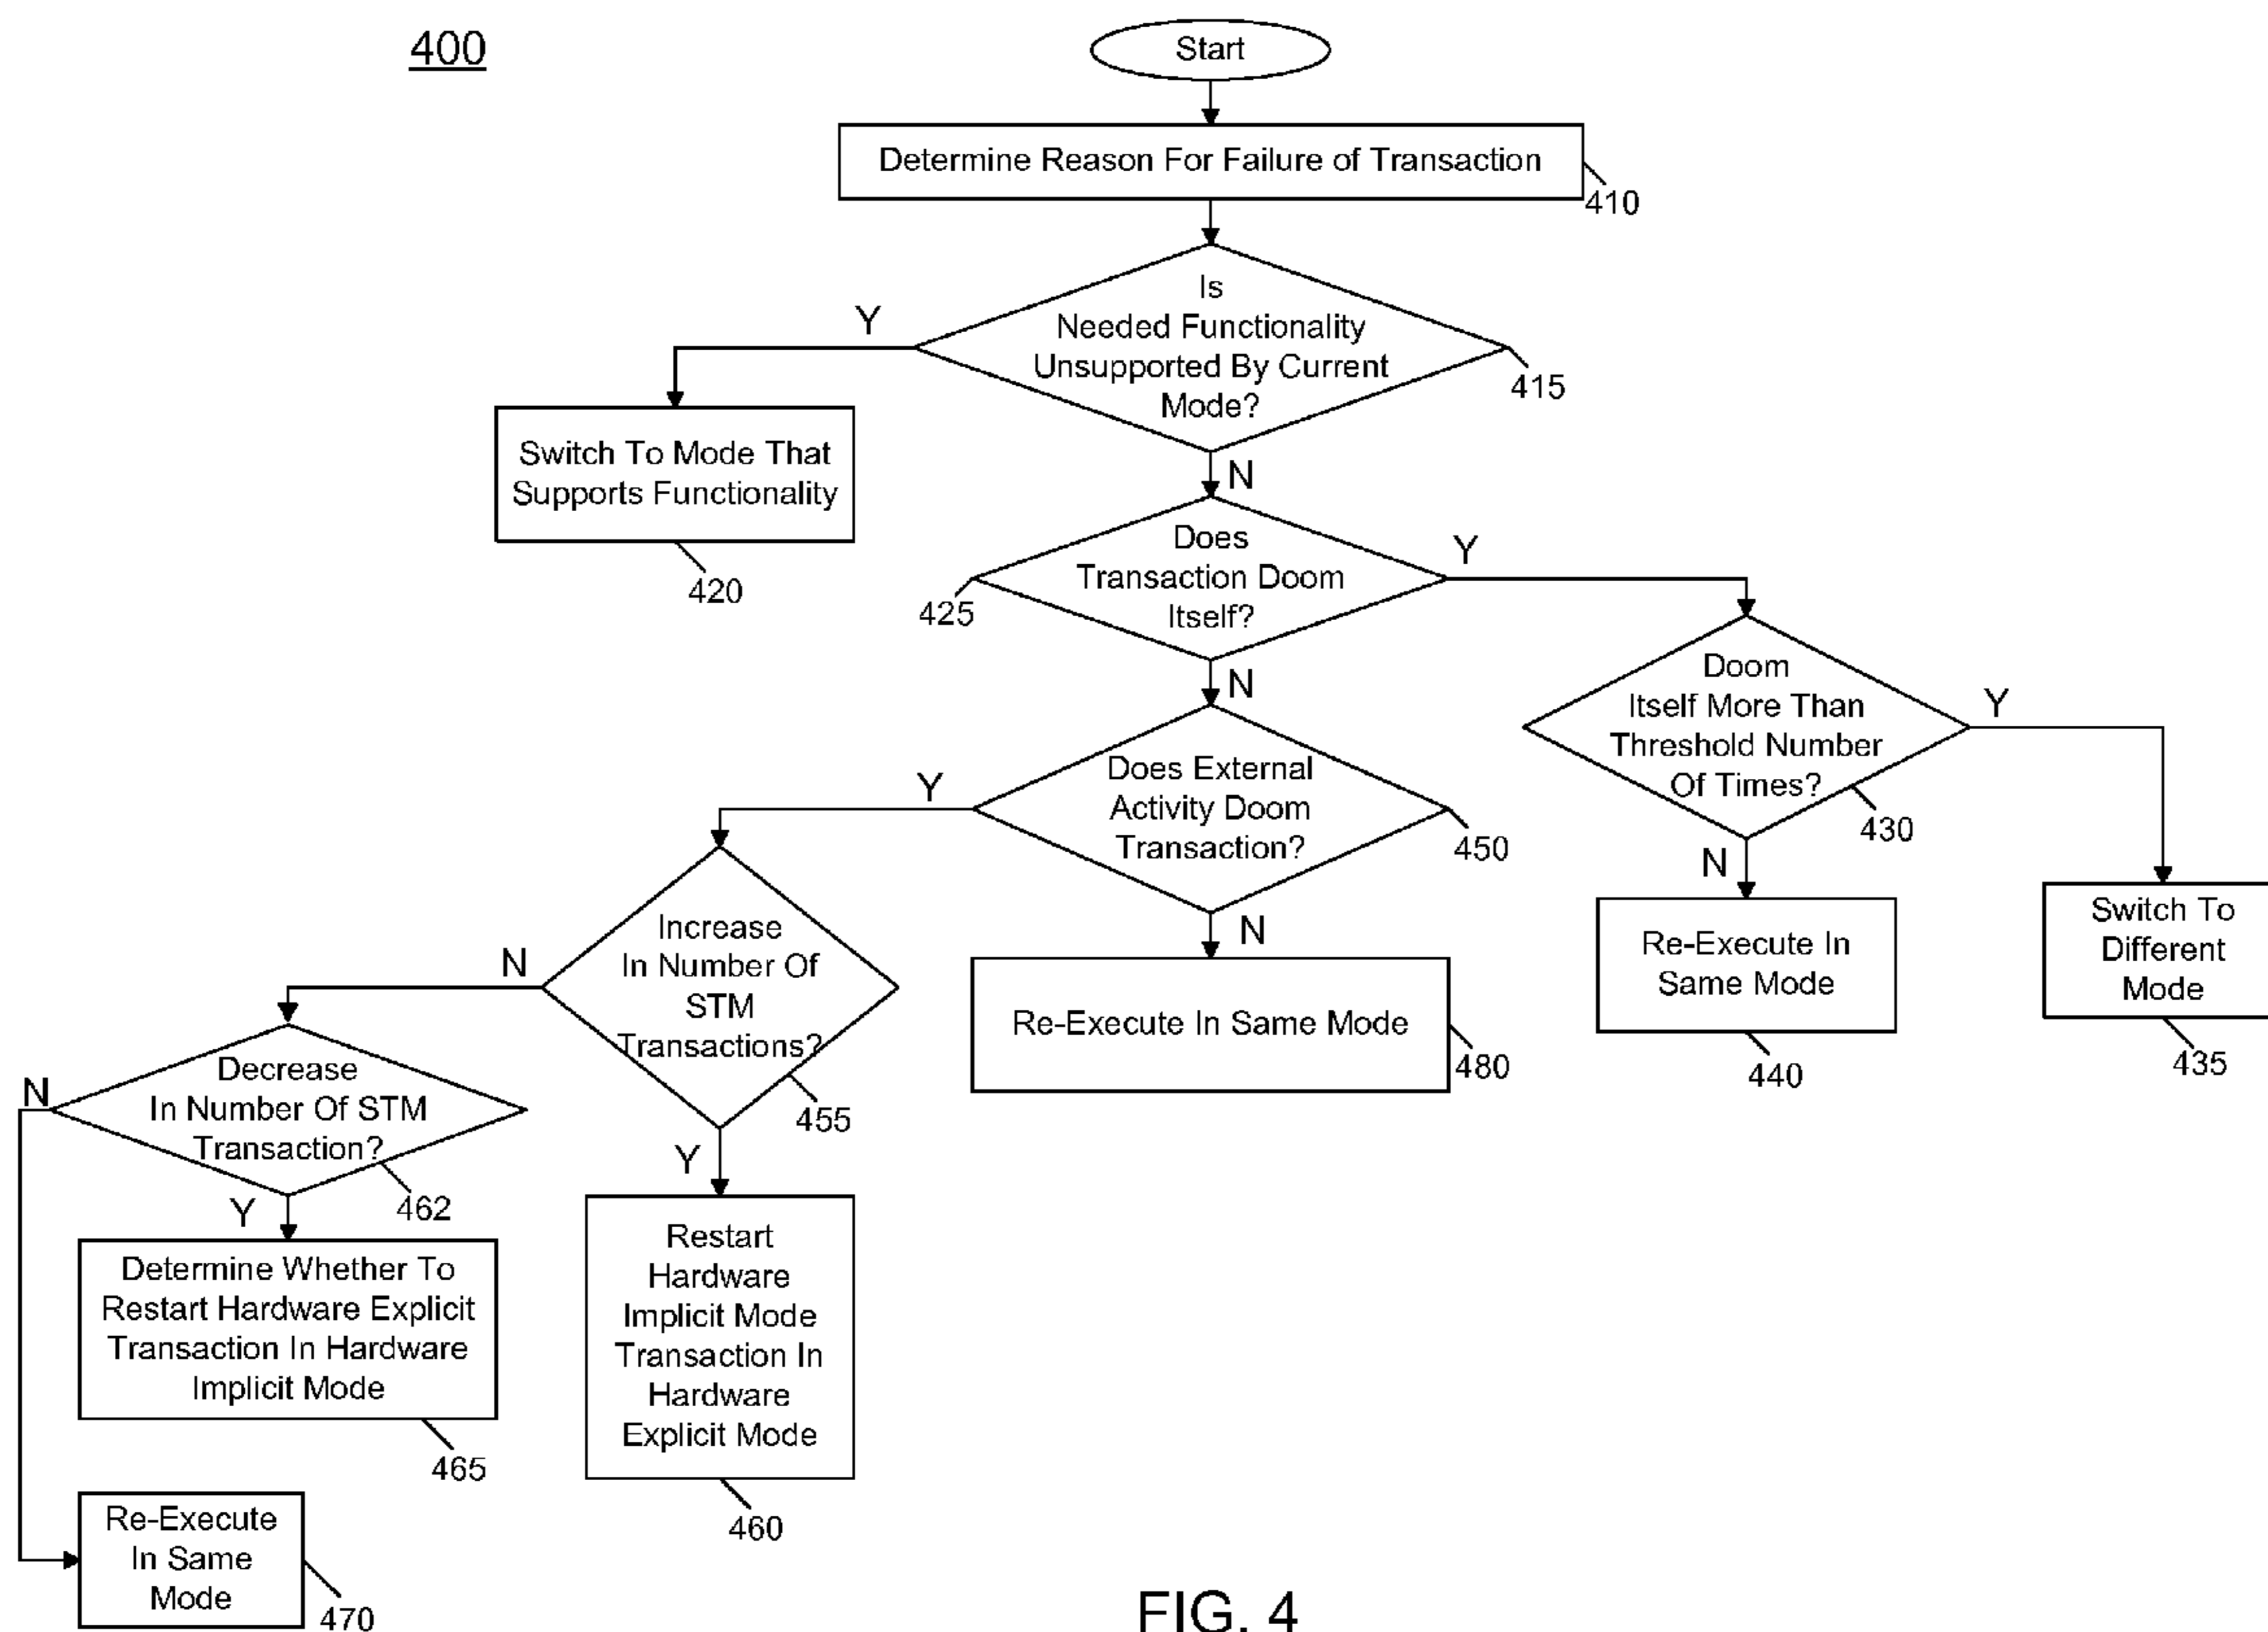 400
Start
Determine Reason For Failure of Transaction
410
Is
Needed Functionality
Unsupported By Current
Mode?
415
Y
N
Switch To Mode That
Supports Functionality
420
Does
Transaction Doom
Itself?
425
Y
N
Doom
Itself More Than
Threshold Number
Of Times?
430
Y
N
Does External
Activity Doom
Transaction?
450
Y
N
Switch To
Different
Mode
435
Re-Execute In
Same Mode
440
Re-Execute In Same Mode
480
Increase
In Number Of
STM
Transactions?
455
N
Y
Decrease
In Number Of STM
Transaction?
462
N
Y
Restart
Hardware
Implicit Mode
Transaction In
Hardware
Explicit Mode
460
Determine Whether To
Restart Hardware Explicit
Transaction In Hardware
Implicit Mode
465
Re-Execute
In Same
Mode
470
FIG. 4